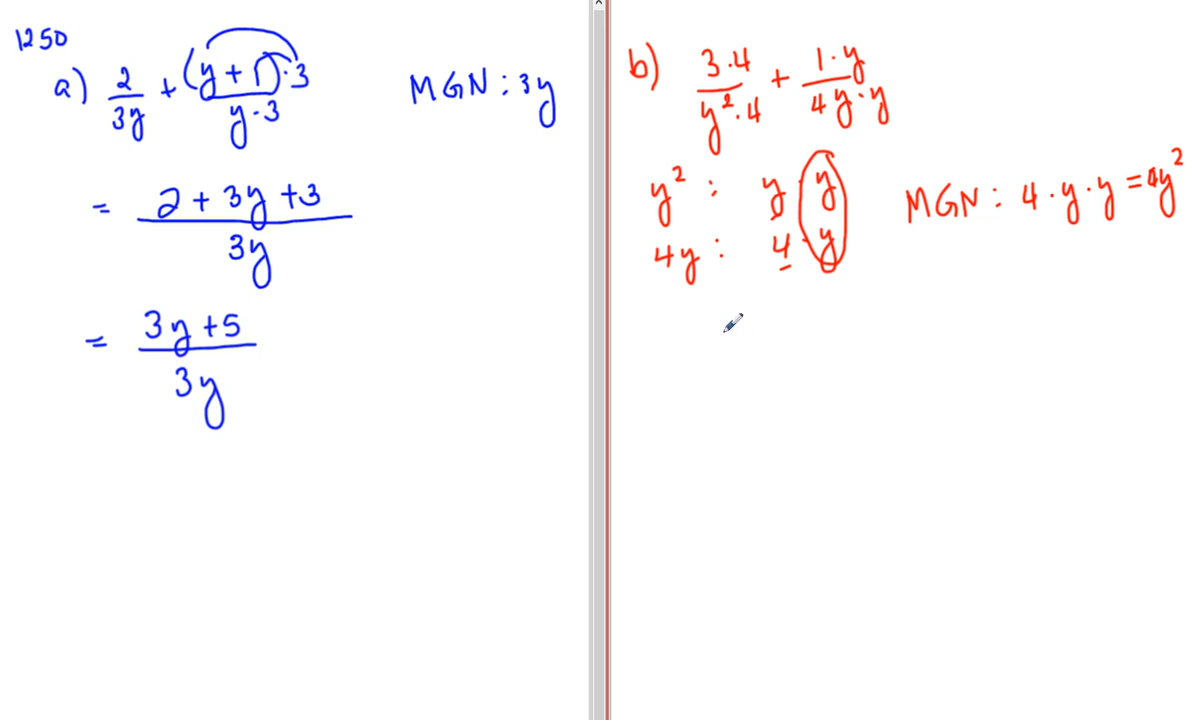 1250
a) 2/3y + (y + 1)·3/y·3 MGN : 3y
= 2 + 3y + 3/3y
= 3y + 5/3y
b) 3·4/y²·4 + 1·y/4y·y
y² : y · y
4y : 4 · y
MGN : 4·y·y = 4y²